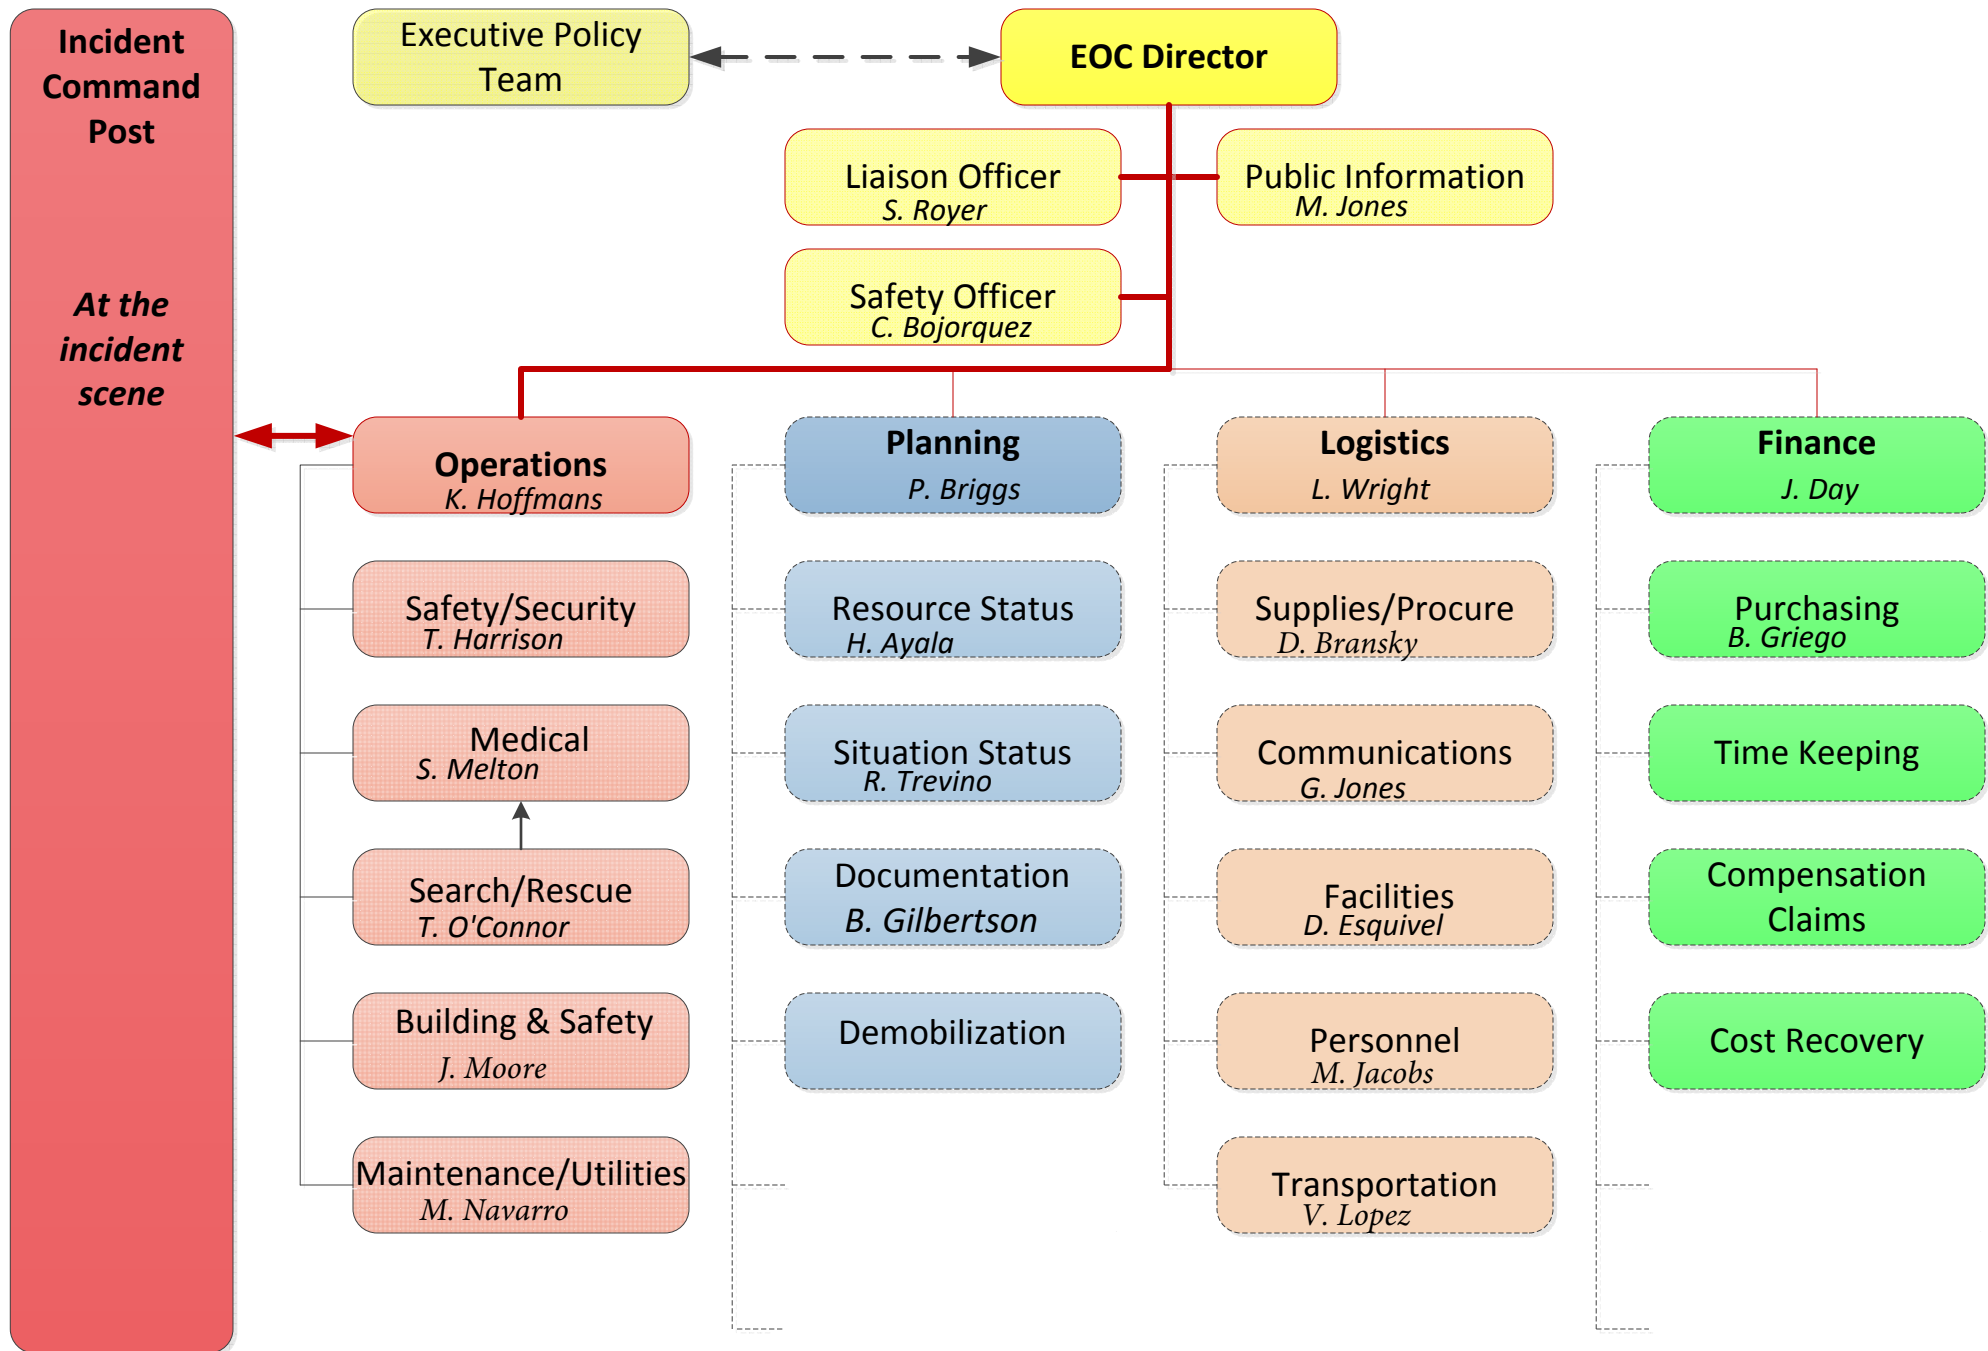 Incident
Command
Post
At the
incident
scene
Executive Policy
Team
EOC Director
Liaison Officer
S. Royer
Public Information
M. Jones
Safety Officer
C. Bojorquez
Operations
K. Hoffmans
Safety/Security
T. Harrison
Medical
S. Melton
Search/Rescue
T. O'Connor
Building & Safety
J. Moore
Maintenance/Utilities
M. Navarro
Planning
P. Briggs
Resource Status
H. Ayala
Situation Status
R. Trevino
Documentation
B. Gilbertson
Demobilization
Logistics
L. Wright
Supplies/Procure
D. Bransky
Communications
G. Jones
Facilities
D. Esquivel
Personnel
M. Jacobs
Transportation
V. Lopez
Finance
J. Day
Purchasing
B. Griego
Time Keeping
Compensation
Claims
Cost Recovery